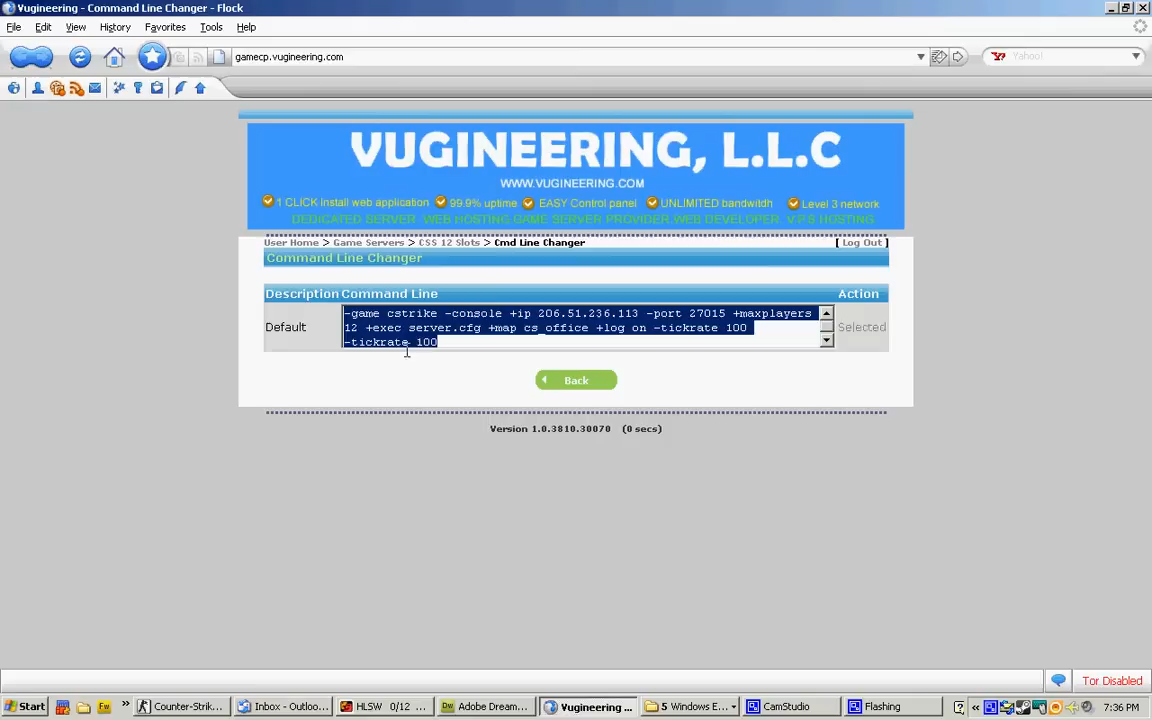 Vugineering - Command Line Changer - Flock
File Edit View History Favorites Tools Help
gamecp.vugineering.com
Yahoo!
VUGINEERING, L.L.C
WWW.VUGINEERING.COM
1 CLICK Install web application 99.9% uptime EASY Control panel UNLIMITED bandwitdh Level 3 network
DEDICATED SERVER. WEB HOSTING.GAME SERVER PROVIDER.WEB DEVELOPER. V.P.S HOSTING
User Home > Game Servers > CSS 12 Slots > Cmd Line Changer [ Log Out ]
Command Line Changer
Description Command Line Action
-game cstrike -console +ip 206.51.236.113 -port 27015 +maxplayers
Default 12 +exec server.cfg +map cs_office +log on -tickrate 100 Selected
-tickrate 100
Back
Version 1.0.3810.30070 (0 secs)
Tor Disabled
Start Fw » Counter-Strik... Inbox - Outloo... HLSW 0/12 ... Adobe Dream... Vugineering ... 5 Windows E... CamStudio Flashing « 7:36 PM